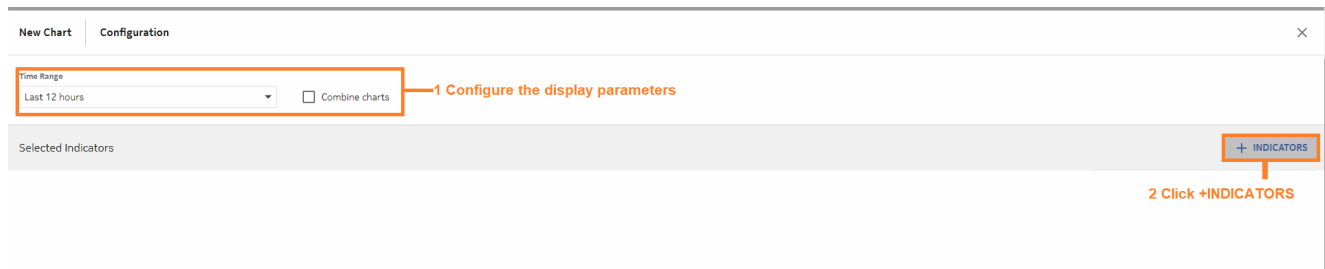 New Chart Configuration
Time Range
Last 12 hours Combine charts
1 Configure the display parameters
Selected Indicators
+ INDICATORS
2 Click +INDICATORS